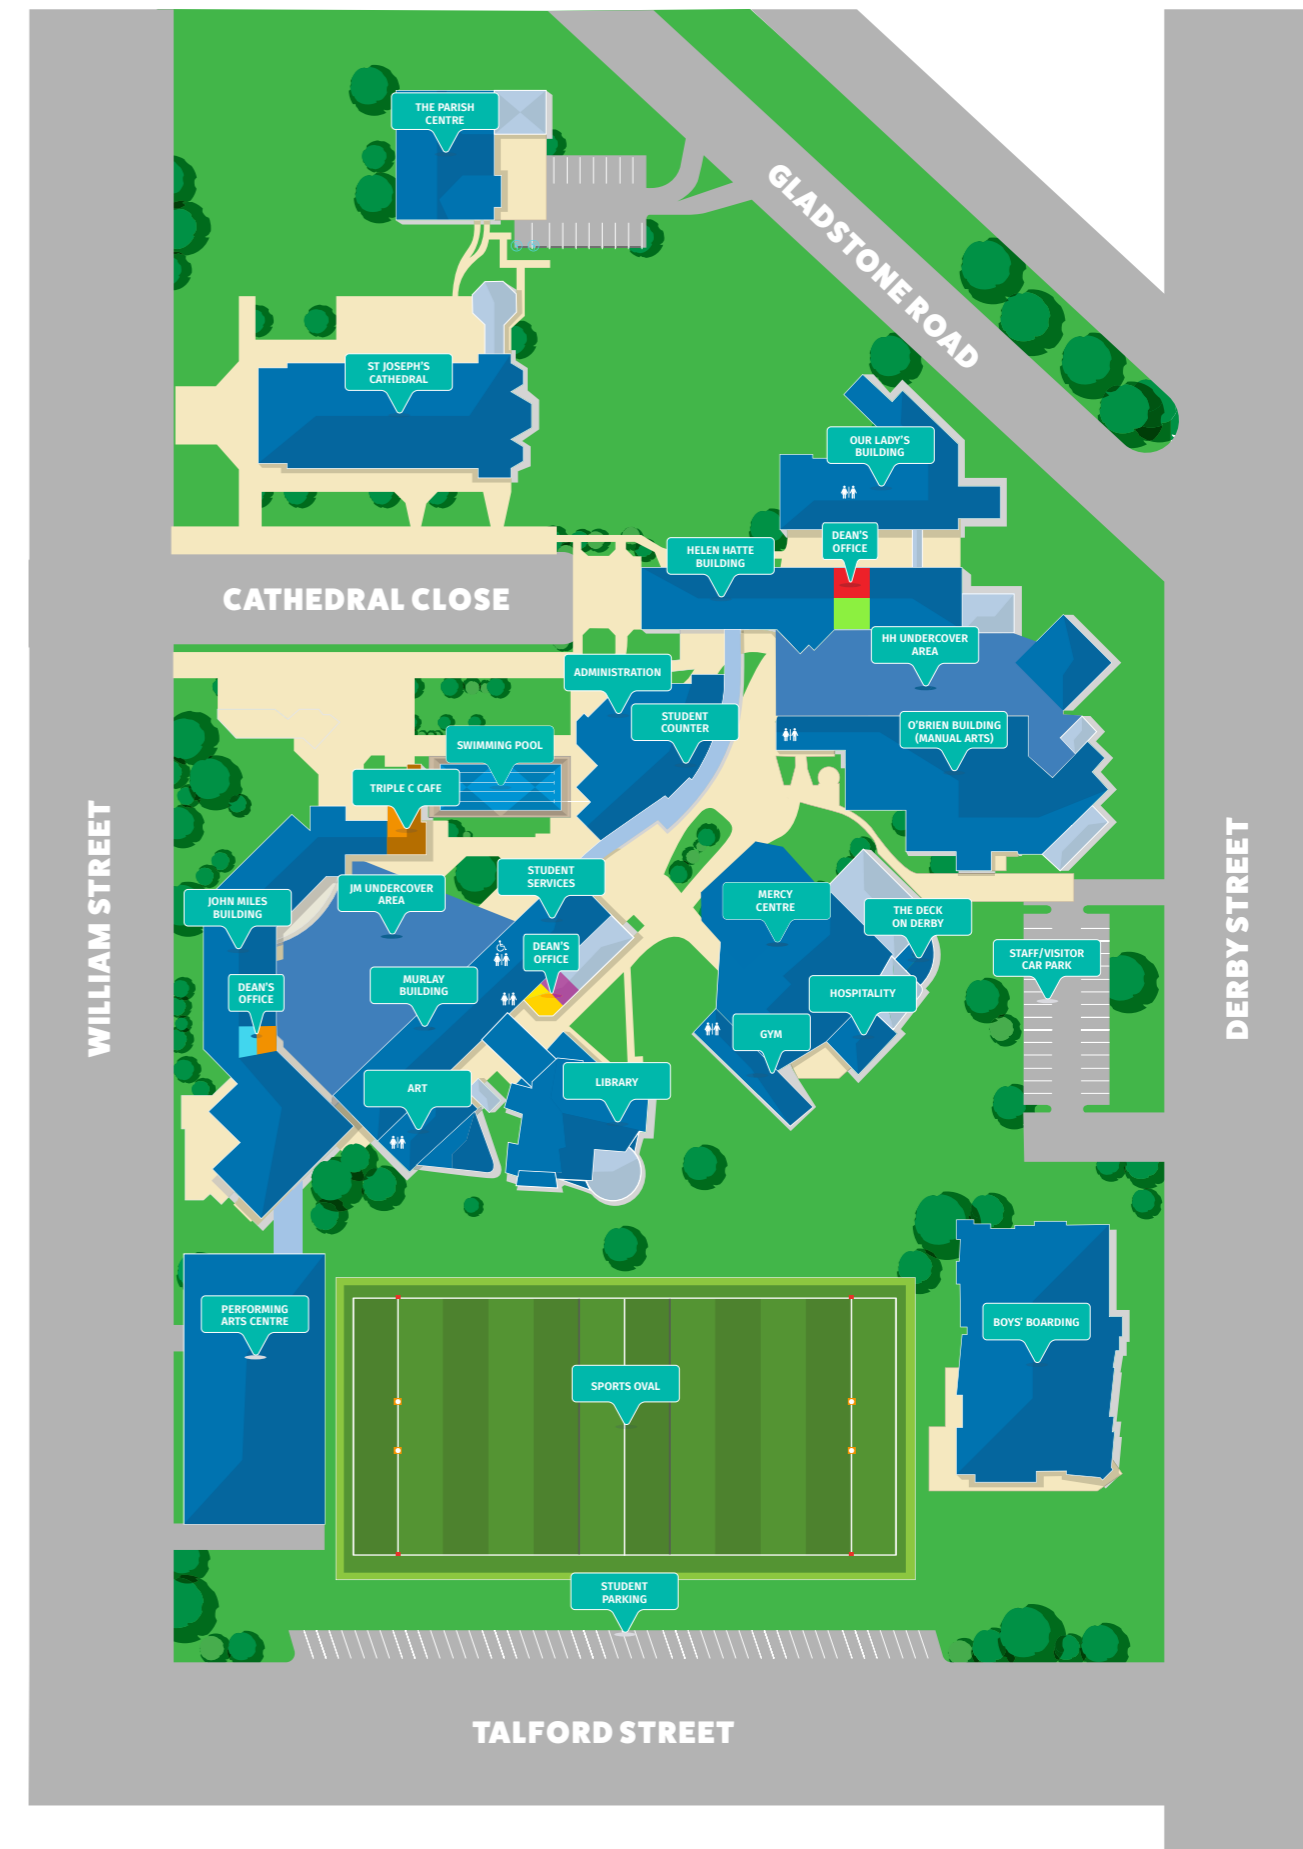 THE PARISH
CENTRE
GLADSTONE ROAD
ST JOSEPH'S
CATHEDRAL
OUR LADY'S
BUILDING
DEAN'S
OFFICE
HELEN HATTE
BUILDING
CATHEDRAL CLOSE
HH UNDERCOVER
AREA
ADMINISTRATION
STUDENT
COUNTER
O'BRIEN BUILDING
(MANUAL ARTS)
SWIMMING POOL
TRIPLE C CAFE
WILLIAM STREET
DERBY STREET
STUDENT
SERVICES
JM UNDERCOVER
AREA
MERCY
CENTRE
JOHN MILES
BUILDING
THE DECK
ON DERBY
DEAN'S
OFFICE
STAFF/VISITOR
CAR PARK
MURLAY
BUILDING
DEAN'S
OFFICE
HOSPITALITY
GYM
LIBRARY
ART
PERFORMING
ARTS CENTRE
BOYS' BOARDING
SPORTS OVAL
STUDENT
PARKING
TALFORD STREET